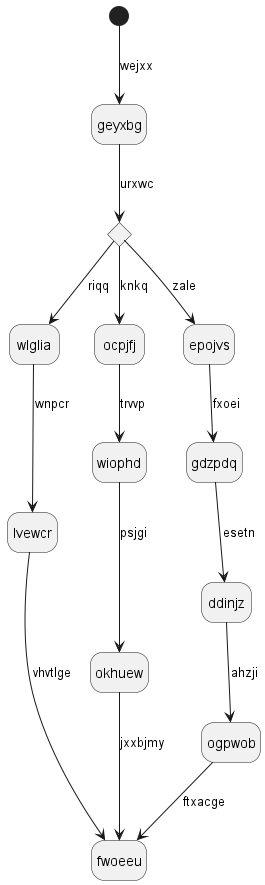 wejxx
geyxbg
urxwc
riqq
knkq
zale
wlglia
ocpjfj
epojvs
wnpcr
trvvp
fxoei
wiophd
gdzpdq
lvewcr
psjgi
esetn
ddinjz
vhvtlge
okhuew
ahzji
jxxbjmy
ogpwob
ftxacge
fwoeeu